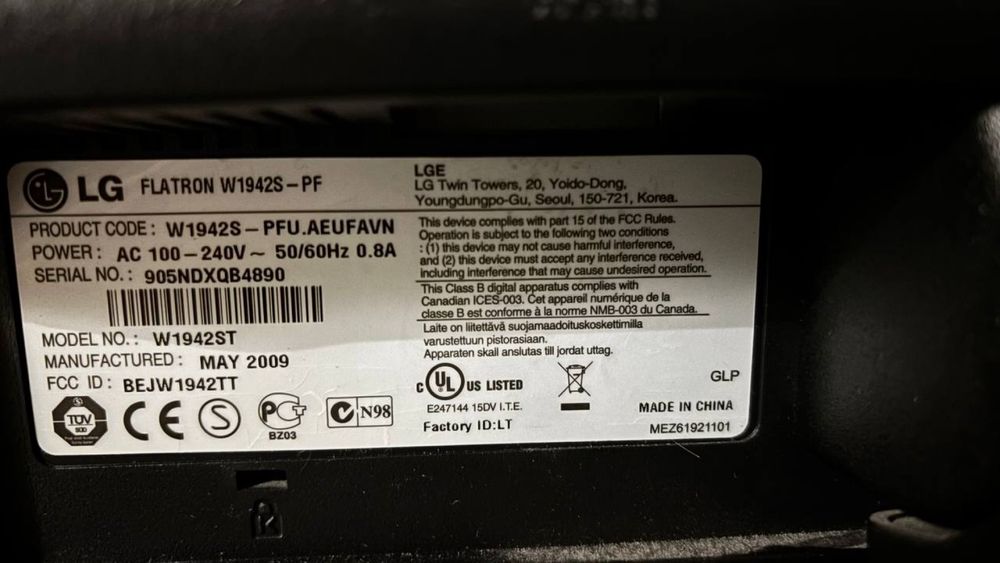 LG FLATRON W1942S-PF
PRODUCT CODE: W1942S-PFU.AEUFAVN
POWER: AC 100-240V~ 50/60Hz 0.8A
SERIAL NO.: 905NDXQB4890
MODEL NO.: W1942ST
MANUFACTURED: MAY 2009
FCC ID: BEJW1942TT
TÜV
CE
S
PCT
BZ03
N98
LGE
LG Twin Towers, 20, Yoido-Dong,
Youngdungpo-Gu, Seoul, 150-721, Korea.
This device complies with part 15 of the FCC Rules.
Operation is subject to the following two conditions
: (1) this device may not cause harmful interference,
and (2) this device must accept any interference received,
including interference that may cause undesired operation.
This Class B digital apparatus complies with
Canadian ICES-003. Cet appareil numérique de la
classe B est conforme à la norme NMB-003 du Canada.
Laite on liitettävä suojamaadoituskoskettimilla
varustettuun pistorasiaan.
Apparaten skall anslutas till jordat uttag.
c UL US LISTED
E247144 15DV I.T.E.
Factory ID:LT
GLP
MADE IN CHINA
MEZ61921101
K